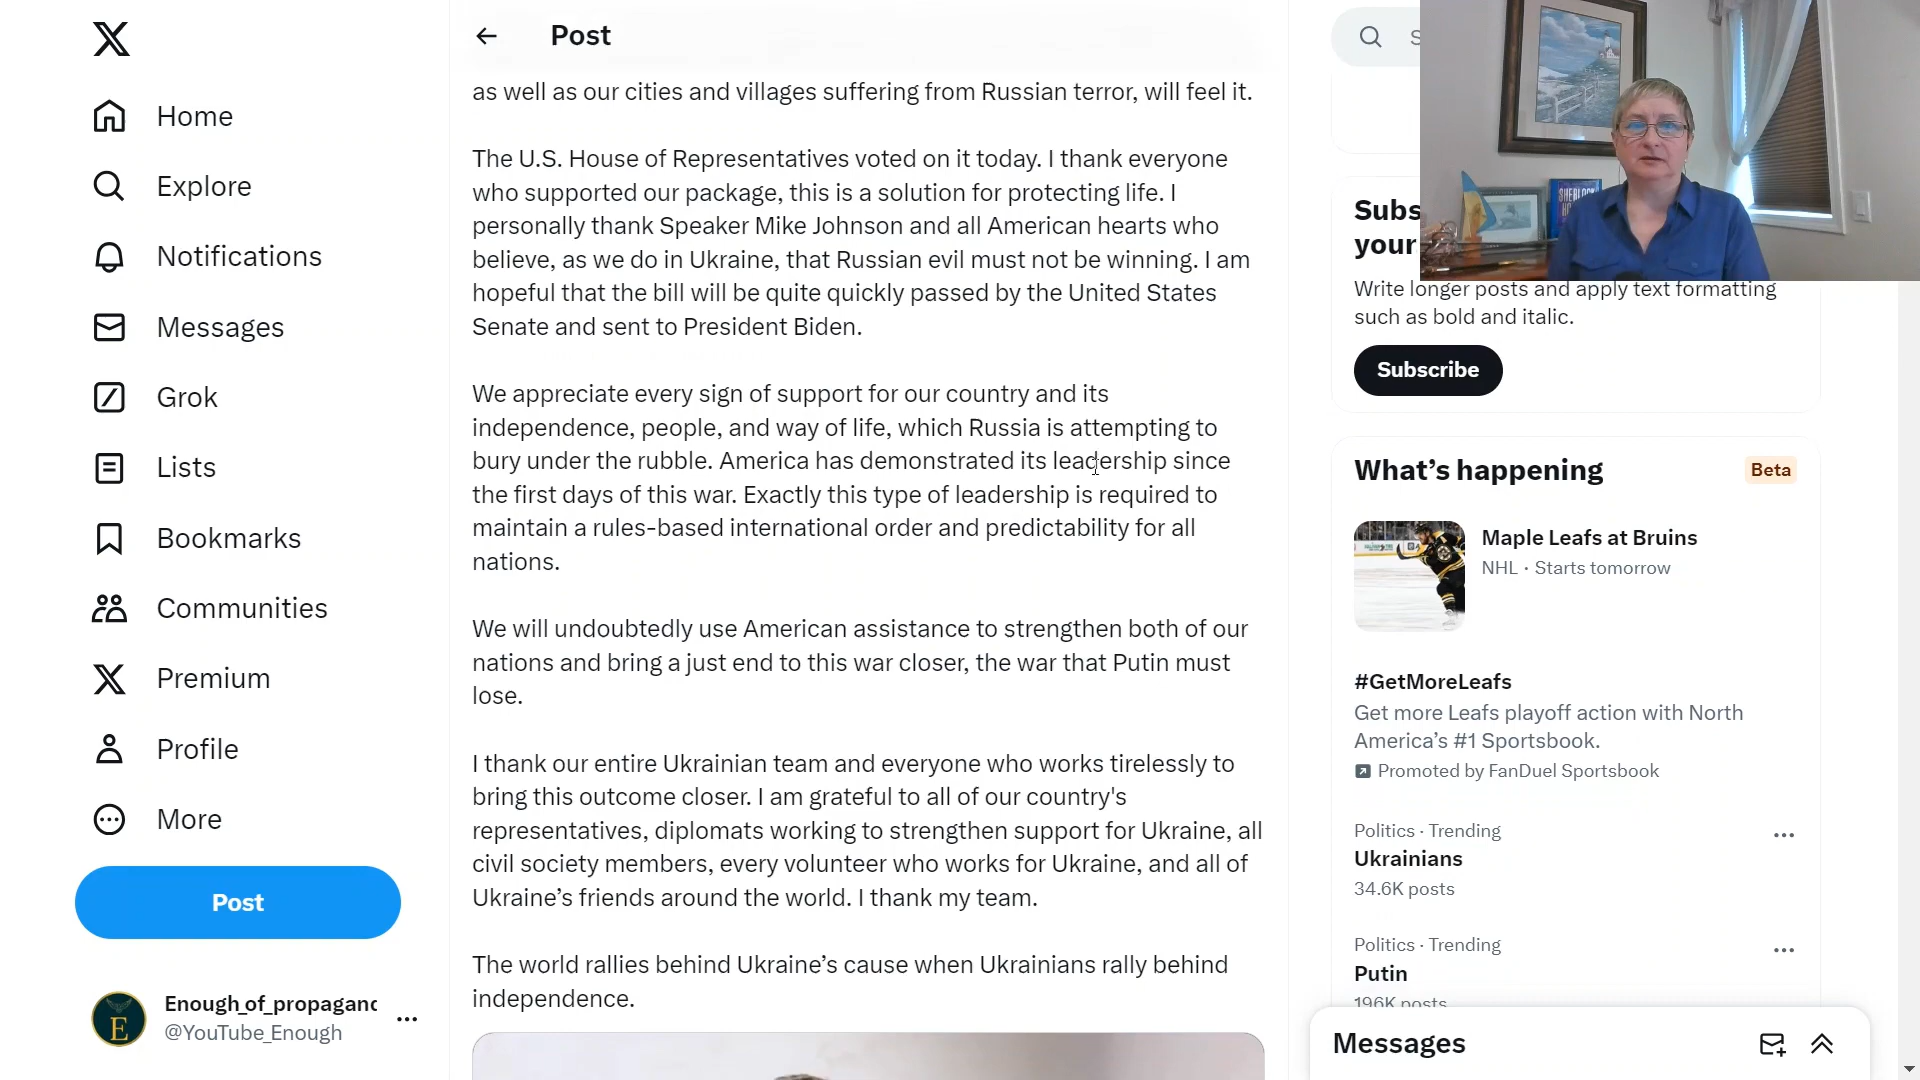 Home
Explore
Notifications
Messages
Grok
Lists
Bookmarks
Communities
Premium
Profile
More
Post
Enough_of_propagand
@YouTube_Enough
Post
as well as our cities and villages suffering from Russian terror, will feel it.
The U.S. House of Representatives voted on it today. I thank everyone
who supported our package, this is a solution for protecting life. I
personally thank Speaker Mike Johnson and all American hearts who
believe, as we do in Ukraine, that Russian evil must not be winning. I am
hopeful that the bill will be quite quickly passed by the United States
Senate and sent to President Biden.
We appreciate every sign of support for our country and its
independence, people, and way of life, which Russia is attempting to
bury under the rubble. America has demonstrated its leadership since
the first days of this war. Exactly this type of leadership is required to
maintain a rules-based international order and predictability for all
nations.
We will undoubtedly use American assistance to strengthen both of our
nations and bring a just end to this war closer, the war that Putin must
lose.
I thank our entire Ukrainian team and everyone who works tirelessly to
bring this outcome closer. I am grateful to all of our country's
representatives, diplomats working to strengthen support for Ukraine, all
civil society members, every volunteer who works for Ukraine, and all of
Ukraine’s friends around the world. I thank my team.
The world rallies behind Ukraine’s cause when Ukrainians rally behind
independence.
Subs
your
Write longer posts and apply text formatting
such as bold and italic.
Subscribe
What’s happening
Beta
Maple Leafs at Bruins
NHL · Starts tomorrow
#GetMoreLeafs
Get more Leafs playoff action with North
America’s #1 Sportsbook.
Promoted by FanDuel Sportsbook
Politics · Trending
Ukrainians
34.6K posts
Politics · Trending
Putin
196K posts
Messages